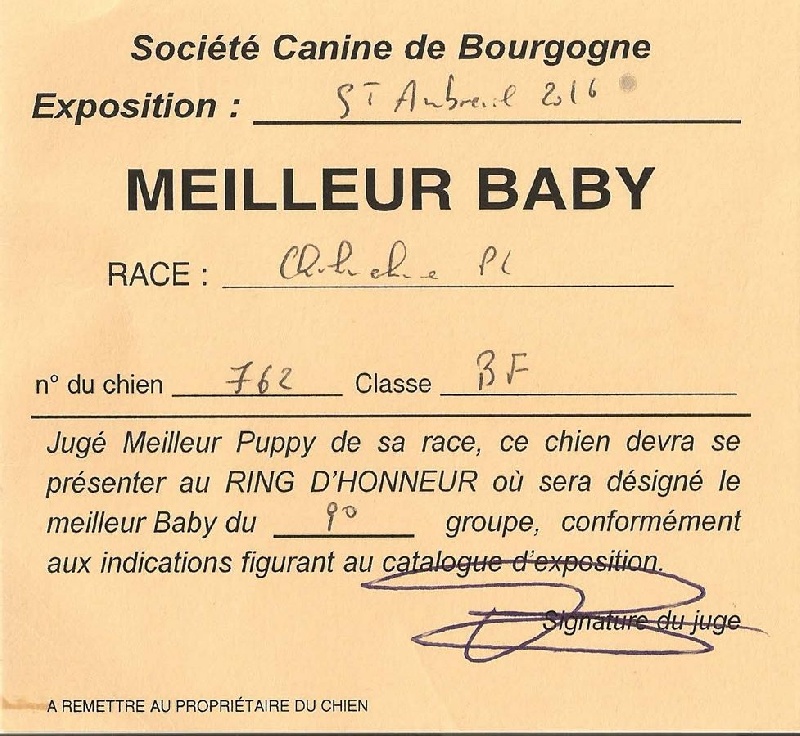 Société Canine de Bourgogne
Exposition : ST Aubreuil 2016
MEILLEUR BABY
RACE : Chihuahua PL
n° du chien 762 Classe BF
Jugé Meilleur Puppy de sa race, ce chien devra se
présenter au RING D'HONNEUR où sera désigné le
meilleur Baby du 9° groupe, conformément
aux indications figurant au catalogue d'exposition.
Signature du juge
A REMETTRE AU PROPRIÉTAIRE DU CHIEN